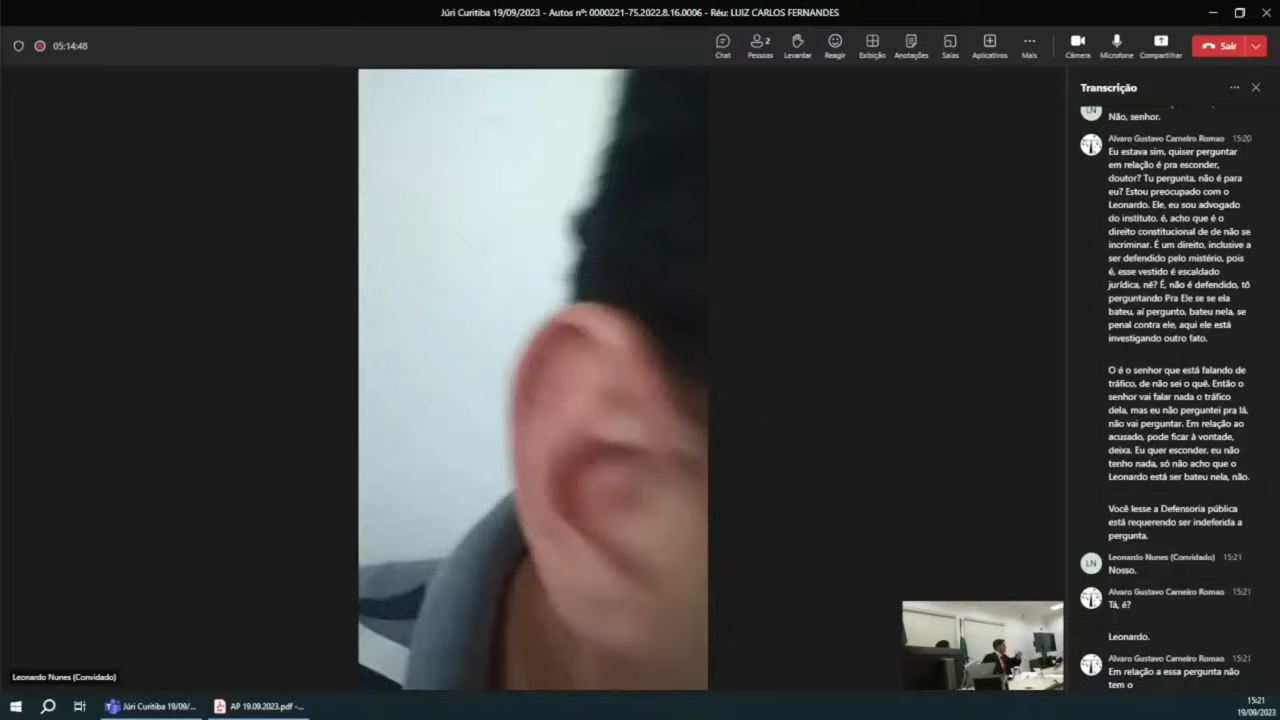 Júri Curitiba 19/09/2023 - Autos nº: 0000221-75.2022.8.16.0006 - Réu: LUIZ CARLOS FERNANDES
05:14:48
Chat
2
Pessoas
Levantar
Reagir
Exibição
Anotações
Salas
Aplicativos
Mais
Câmera
Microfone
Compartilhar
Sair
Transcrição
LN
Não, senhor.
Alvaro Gustavo Carneiro Romao 15:20
Eu estava sim, quiser perguntar
em relação é pra esconder,
doutor? Tu pergunta, não é para
eu? Estou preocupado com o
Leonardo. Ele, eu sou advogado
do instituto, é, acho que é o
direito constitucional de de não se
incriminar. É um direito, inclusive a
ser defendido pelo mistério, pois
é, esse vestido é escaldado
jurídica, né? É, não é defendido, tô
perguntando Pra Ele se se ela
bateu, aí pergunto, bateu nela, se
penal contra ele, aqui ele está
investigando outro fato.
O é o senhor que está falando de
tráfico, de não sei o quê. Então o
senhor vai falar nada o tráfico
dela, mas eu não perguntei pra lá,
não vai perguntar. Em relação ao
acusado, pode ficar à vontade,
deixa. Eu quer esconder, eu não
tenho nada, só não acho que o
Leonardo está ser bateu nela, não.
Você lesse a Defensoria pública
está requerendo ser indeferida a
pergunta.
LN
Leonardo Nunes (Convidado) 15:21
Nosso.
Alvaro Gustavo Carneiro Romao 15:21
Tá, é?
Leonardo.
Alvaro Gustavo Carneiro Romao 15:21
Em relação a essa pergunta não
tem o
Leonardo Nunes (Convidado)
Júri Curitiba 19/09/...
AP 19.09.2023.pdf -...
15:21
19/09/2023